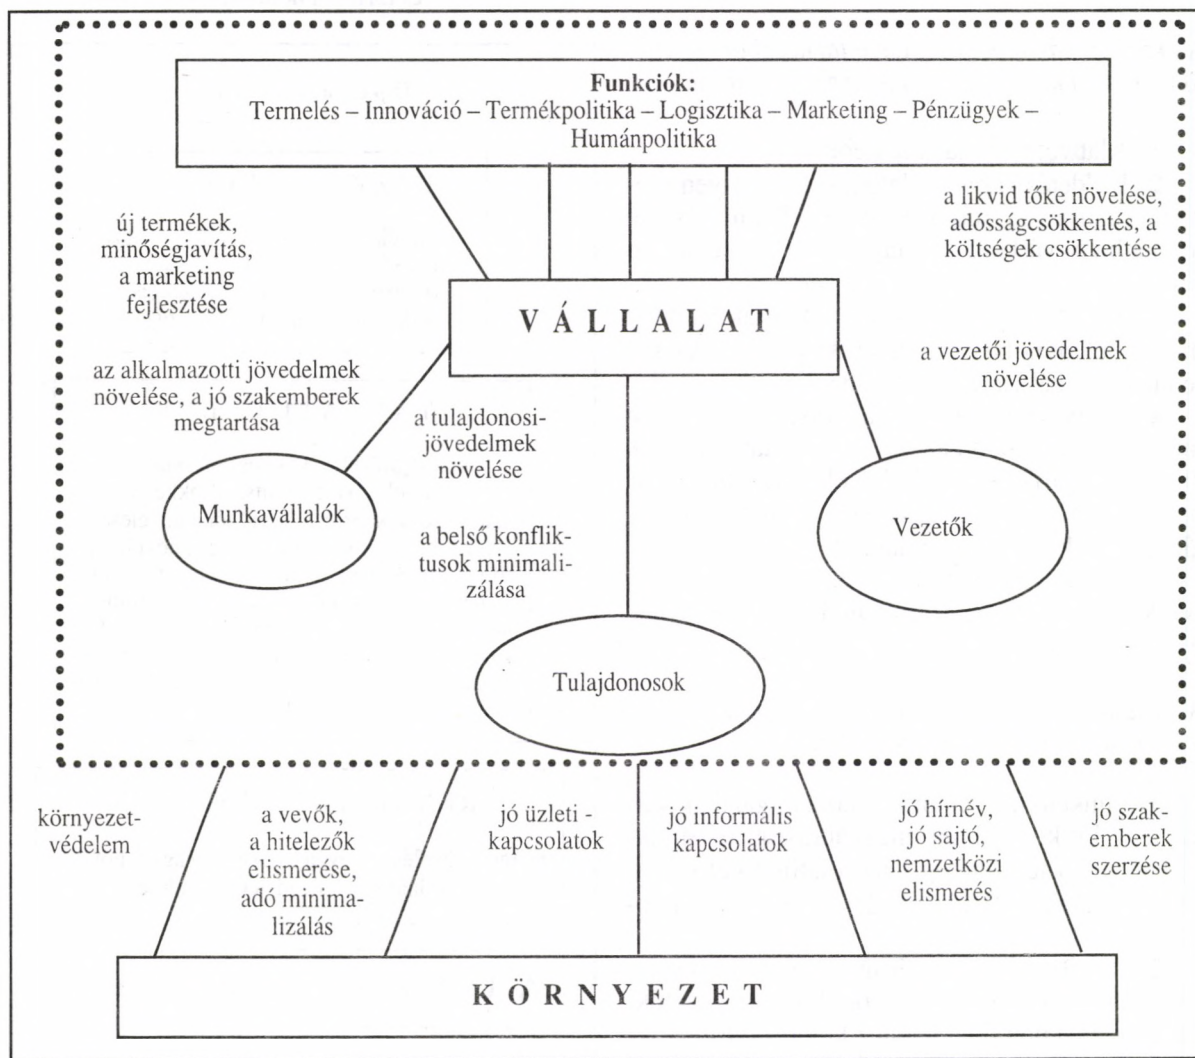 Funkciók:
Termelés – Innováció – Termékpolitika – Logisztika – Marketing – Pénzügyek –
Humánpolitika
új termékek,
minőségjavítás,
a marketing
fejlesztése
a likvid tőke növelése,
adósságcsökkentés, a
költségek csökkentése
VÁLLALAT
az alkalmazotti jövedelmek
növelése, a jó szakemberek
megtartása
a vezetői jövedelmek
növelése
a tulajdonosi-
jövedelmek
növelése
Munkavállalók
a belső konflik-
tusok minimali-
zálása
Vezetők
Tulajdonosok
környezet-
védelem
a vevők,
a hitelezők
elismerése,
adó minima-
lizálás
jó üzleti -
kapcsolatok
jó informális
kapcsolatok
jó hírnév,
jó sajtó,
nemzetközi
elismerés
jó szak-
emberek
szerzése
KÖRNYEZET